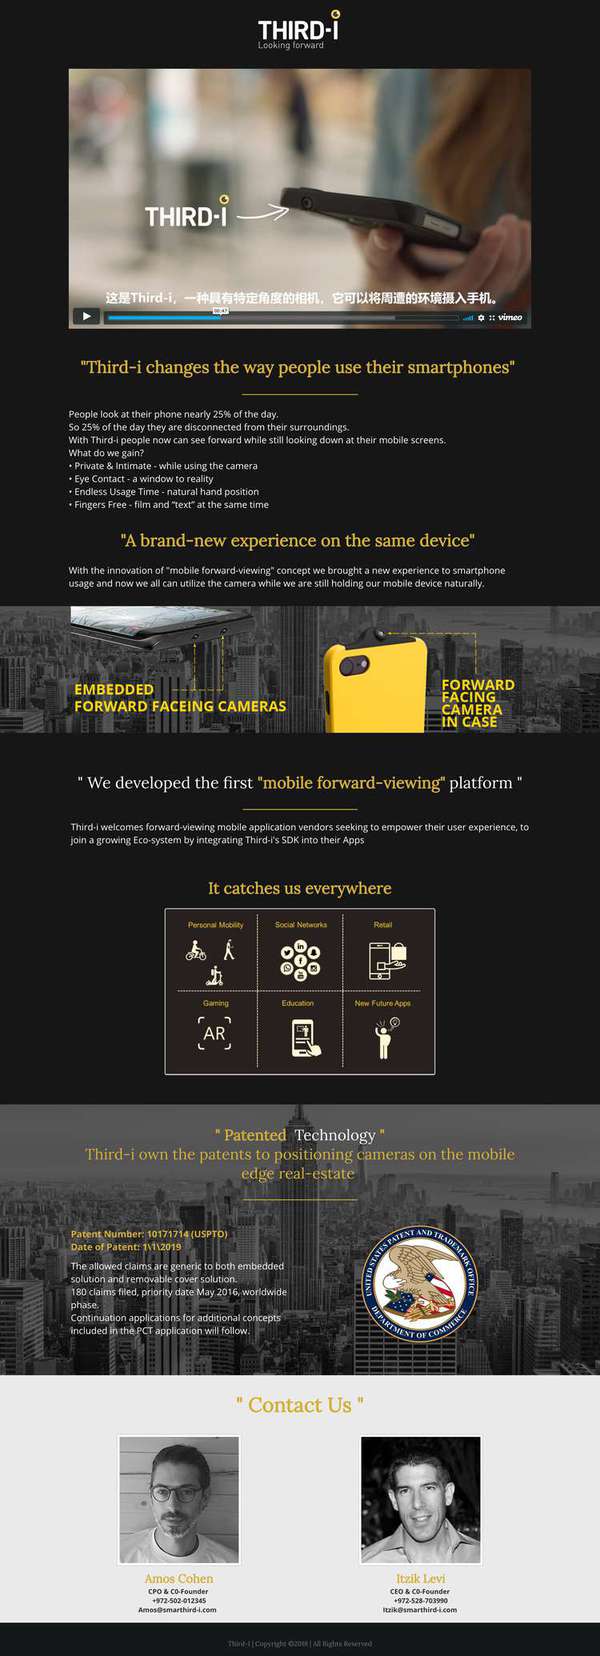 THIRD-i
Looking forward
THIRD-i
这是Third-i，一种具有特定角度的相机，它可以将周遭的环境摄入手机。
00:47
vimeo
"Third-i changes the way people use their smartphones"
People look at their phone nearly 25% of the day.
So 25% of the day they are disconnected from their surroundings.
With Third-i people now can see forward while still looking down at their mobile screens.
What do we gain?
• Private & Intimate - while using the camera
• Eye Contact - a window to reality
• Endless Usage Time - natural hand position
• Fingers Free - film and “text” at the same time
"A brand-new experience on the same device"
With the innovation of "mobile forward-viewing" concept we brought a new experience to smartphone
usage and now we all can utilize the camera while we are still holding our mobile device naturally.
EMBEDDED
FORWARD FACEING CAMERAS
FORWARD
FACING
CAMERA
IN CASE
" We developed the first "mobile forward-viewing" platform "
Third-i welcomes forward-viewing mobile application vendors seeking to empower their user experience, to
join a growing Eco-system by integrating Third-i's SDK into their Apps
It catches us everywhere
Personal Mobility
Social Networks
Retail
Gaming
Education
New Future Apps
AR
" Patented Technology "
Third-i own the patents to positioning cameras on the mobile
edge real-estate
Patent Number: 10171714 (USPTO)
Date of Patent: 1\1\2019
The allowed claims are generic to both embedded
solution and removable cover solution.
180 claims filed, priority date May 2016, worldwide
phase.
Continuation applications for additional concepts
included in the PCT application will follow.
UNITED STATES PATENT AND TRADEMARK OFFICE
DEPARTMENT OF COMMERCE
" Contact Us "
Amos Cohen
CPO & C0-Founder
+972-502-012345
Amos@smarthird-i.com
Itzik Levi
CEO & C0-Founder
+972-528-703990
Itzik@smarthird-i.com
Third-I | Copyright ©2018 | All Rights Reserved